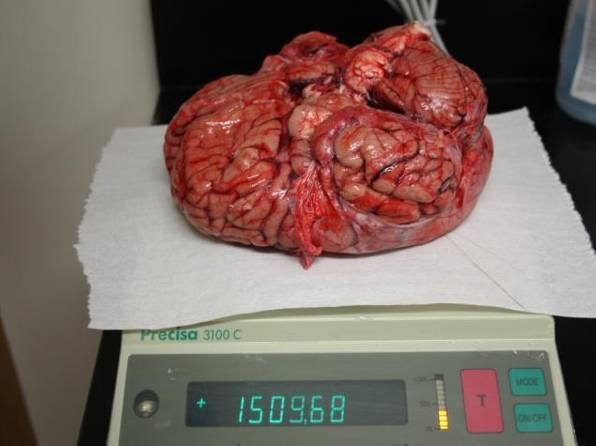 Precisa 3100 C
+ 1509.68
T
MODE
ON/OFF